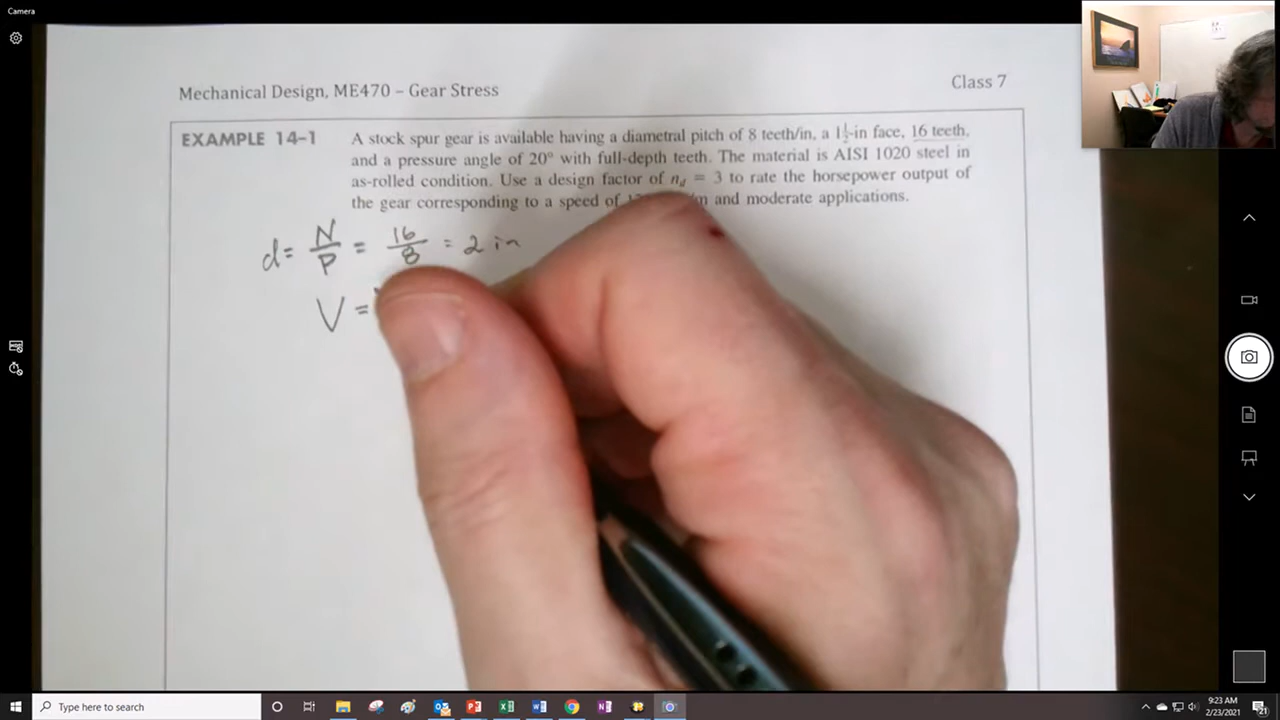 Camera
Mechanical Design, ME470 – Gear Stress
Class 7
EXAMPLE 14–1
A stock spur gear is available having a diametral pitch of 8 teeth/in, a 1½-in face, 16 teeth,
and a pressure angle of 20° with full-depth teeth. The material is AISI 1020 steel in
as-rolled condition. Use a design factor of n_d = 3 to rate the horsepower output of
the gear corresponding to a speed of and moderate applications.
d = N/P = 16/8 = 2 in
V =
Type here to search
9:23 AM
2/23/2021